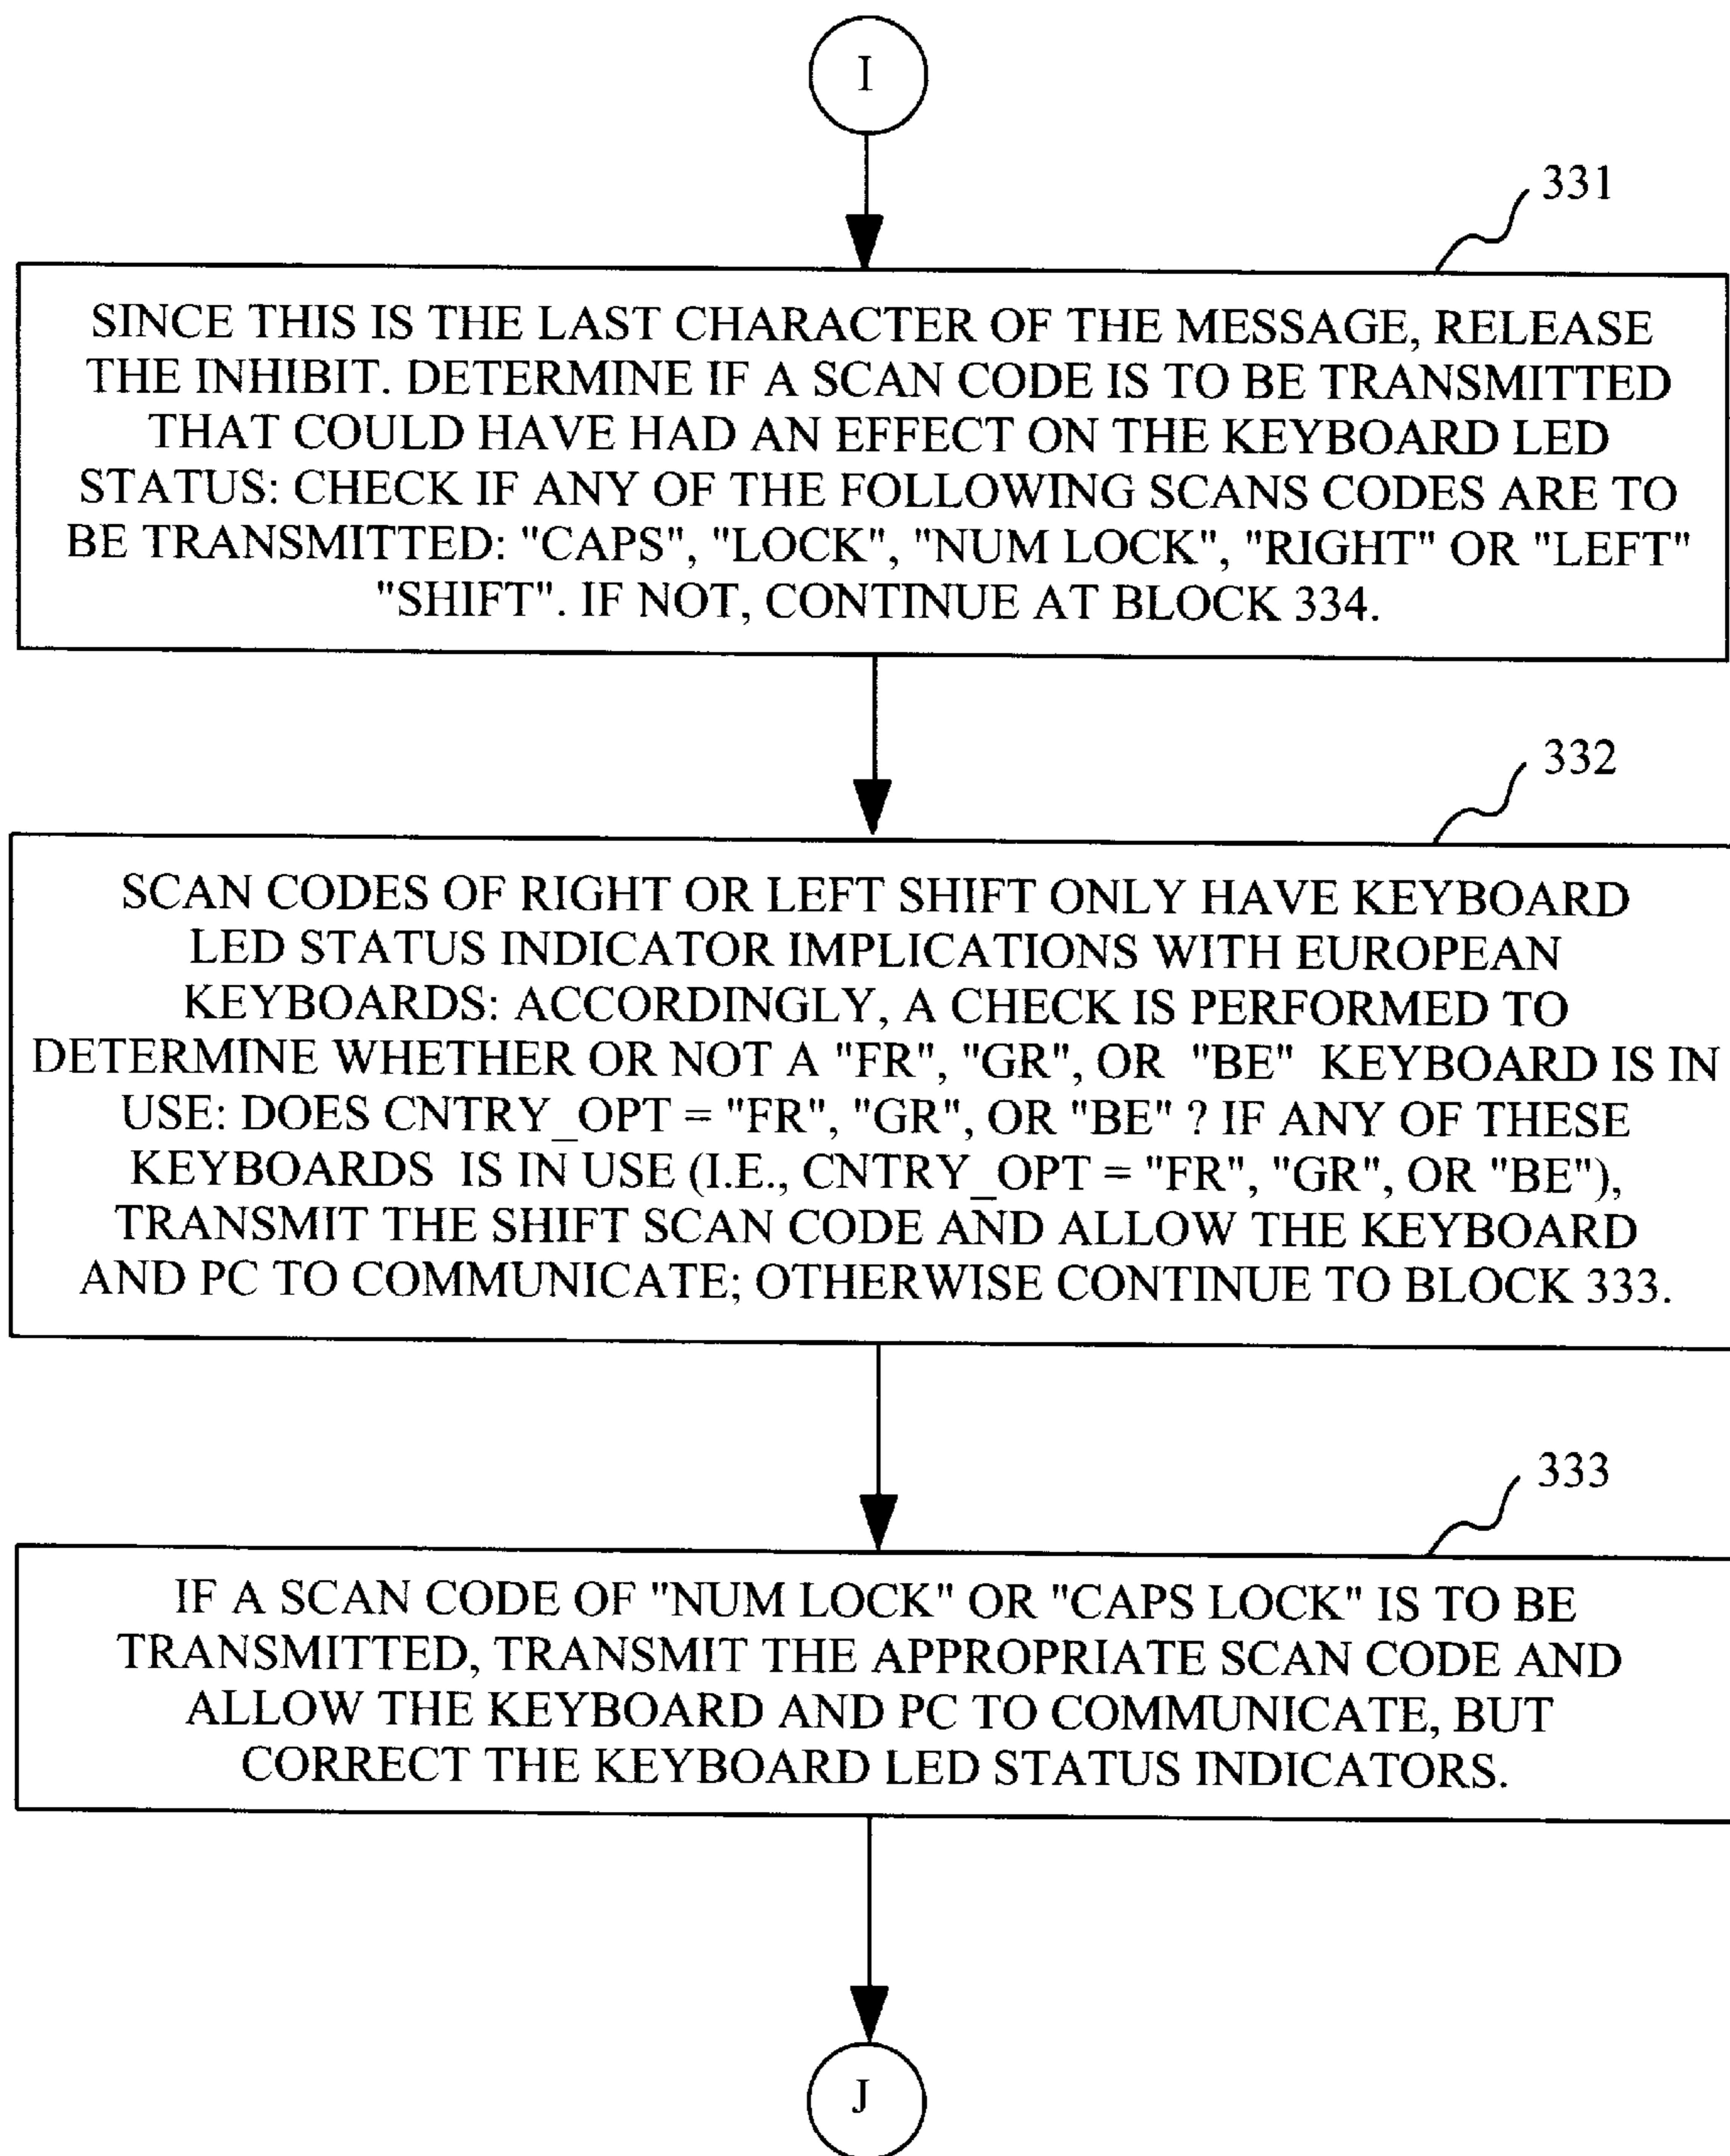 I
331
SINCE THIS IS THE LAST CHARACTER OF THE MESSAGE, RELEASE
THE INHIBIT. DETERMINE IF A SCAN CODE IS TO BE TRANSMITTED
THAT COULD HAVE HAD AN EFFECT ON THE KEYBOARD LED
STATUS: CHECK IF ANY OF THE FOLLOWING SCANS CODES ARE TO
BE TRANSMITTED: "CAPS", "LOCK", "NUM LOCK", "RIGHT" OR "LEFT"
"SHIFT". IF NOT, CONTINUE AT BLOCK 334.
332
SCAN CODES OF RIGHT OR LEFT SHIFT ONLY HAVE KEYBOARD
LED STATUS INDICATOR IMPLICATIONS WITH EUROPEAN
KEYBOARDS: ACCORDINGLY, A CHECK IS PERFORMED TO
DETERMINE WHETHER OR NOT A "FR", "GR", OR "BE" KEYBOARD IS IN
USE: DOES CNTRY_OPT = "FR", "GR", OR "BE" ? IF ANY OF THESE
KEYBOARDS IS IN USE (I.E., CNTRY_OPT = "FR", "GR", OR "BE"),
TRANSMIT THE SHIFT SCAN CODE AND ALLOW THE KEYBOARD
AND PC TO COMMUNICATE; OTHERWISE CONTINUE TO BLOCK 333.
333
IF A SCAN CODE OF "NUM LOCK" OR "CAPS LOCK" IS TO BE
TRANSMITTED, TRANSMIT THE APPROPRIATE SCAN CODE AND
ALLOW THE KEYBOARD AND PC TO COMMUNICATE, BUT
CORRECT THE KEYBOARD LED STATUS INDICATORS.
J